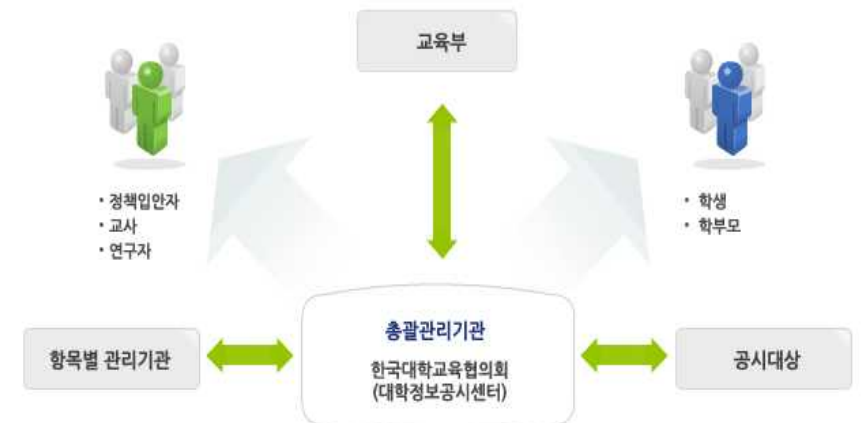 교육부
• 정책입안자
• 교사
• 연구자
• 학생
• 학부모
항목별 관리기관
총괄관리기관
한국대학교육협의회
(대학정보공시센터)
공시대상